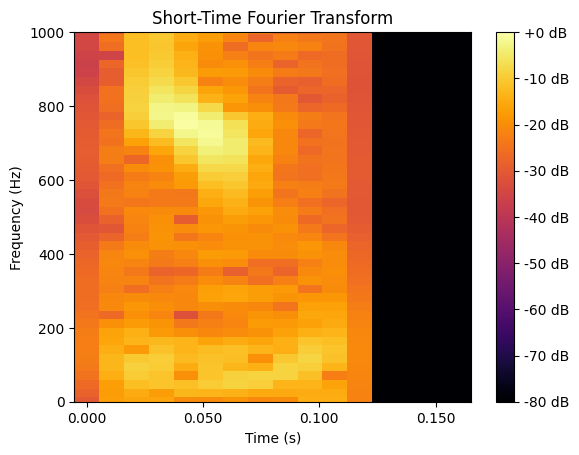 Short-Time Fourier Transform
Frequency (Hz)
1000
800
600
400
200
0
0.000
0.050
0.100
0.150
Time (s)
+0 dB
-10 dB
-20 dB
-30 dB
-40 dB
-50 dB
-60 dB
-70 dB
-80 dB